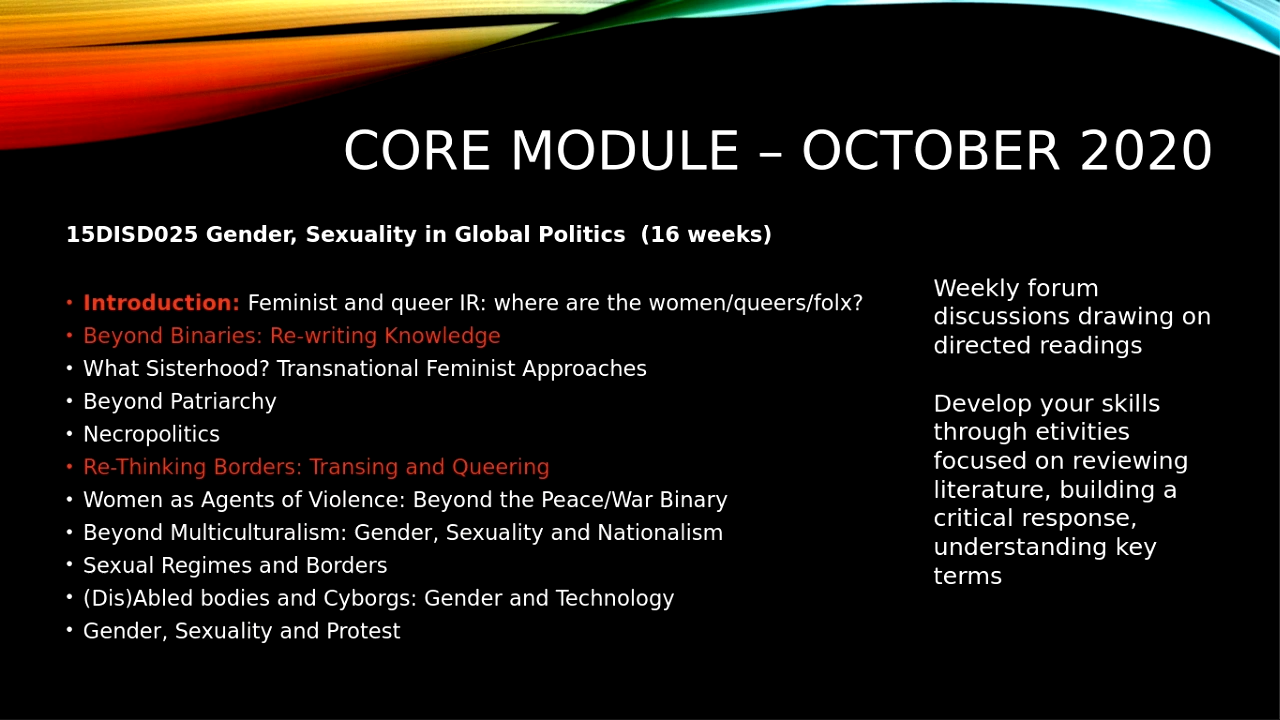 CORE MODULE – OCTOBER 2020
15DISD025 Gender, Sexuality in Global Politics  (16 weeks)
• Introduction: Feminist and queer IR: where are the women/queers/folx?
• Beyond Binaries: Re-writing Knowledge
• What Sisterhood? Transnational Feminist Approaches
• Beyond Patriarchy
• Necropolitics
• Re-Thinking Borders: Transing and Queering
• Women as Agents of Violence: Beyond the Peace/War Binary
• Beyond Multiculturalism: Gender, Sexuality and Nationalism
• Sexual Regimes and Borders
• (Dis)Abled bodies and Cyborgs: Gender and Technology
• Gender, Sexuality and Protest
Weekly forum
discussions drawing on
directed readings
Develop your skills
through etivities
focused on reviewing
literature, building a
critical response,
understanding key
terms